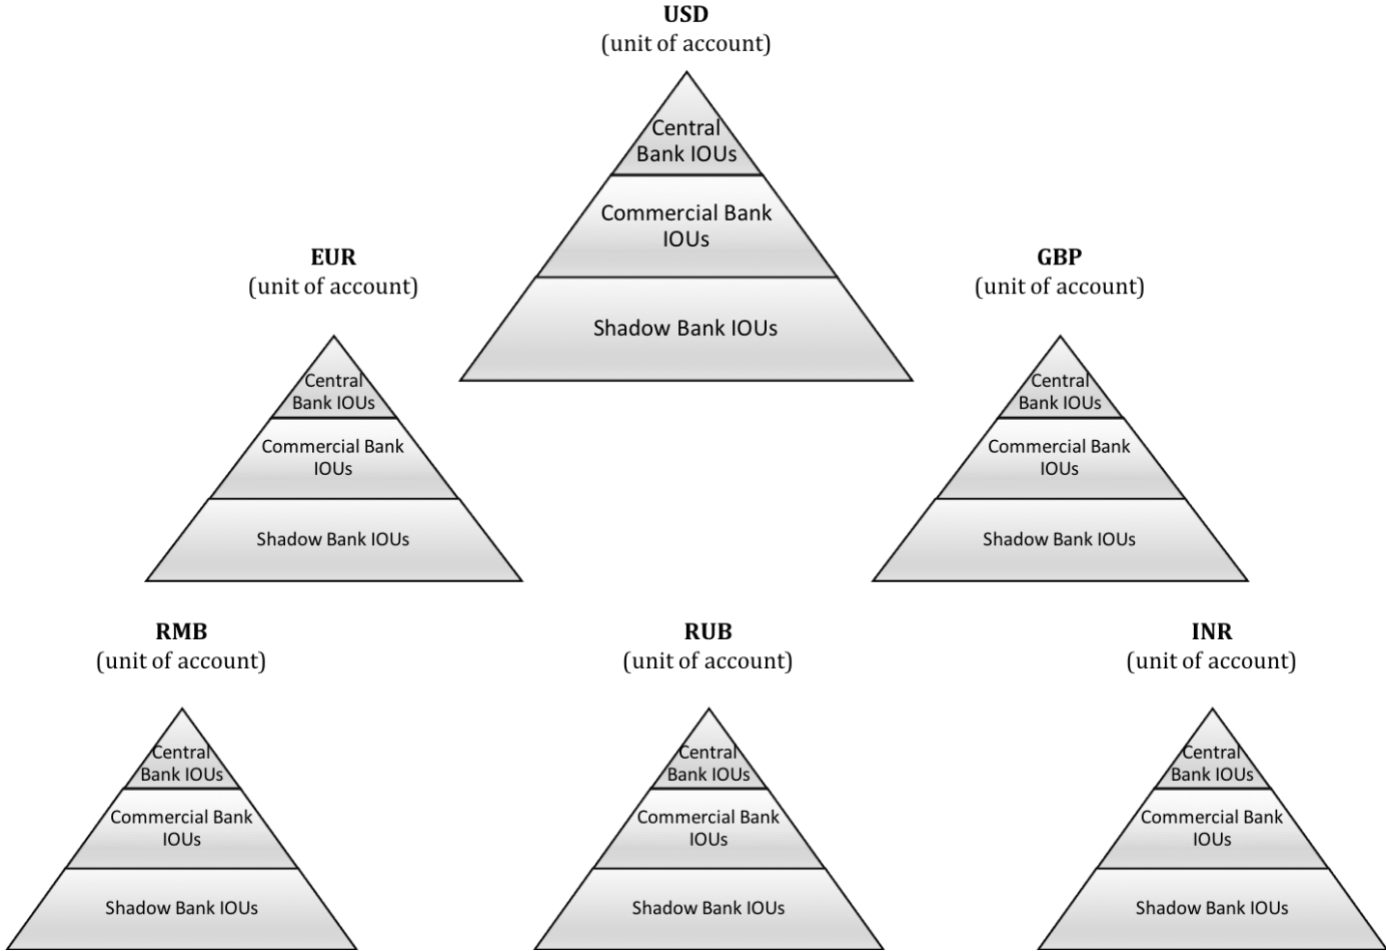 USD
(unit of account)
Central
Bank IOUs
Commercial Bank
IOUs
Shadow Bank IOUs
EUR
(unit of account)
Central
Bank IOUs
Commercial Bank
IOUs
Shadow Bank IOUs
GBP
(unit of account)
Central
Bank IOUs
Commercial Bank
IOUs
Shadow Bank IOUs
RMB
(unit of account)
Central
Bank IOUs
Commercial Bank
IOUs
Shadow Bank IOUs
RUB
(unit of account)
Central
Bank IOUs
Commercial Bank
IOUs
Shadow Bank IOUs
INR
(unit of account)
Central
Bank IOUs
Commercial Bank
IOUs
Shadow Bank IOUs